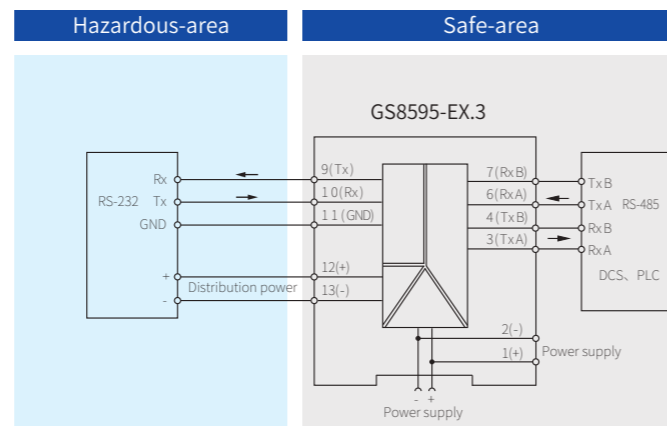 Hazardous-area
Safe-area
GS8595-EX.3
RS-232
Rx
Tx
GND
+
-
Distribution power
9(Tx)
10(Rx)
11(GND)
12(+)
13(-)
7(RxB)
6(RxA)
4(TxB)
3(TxA)
2(-)
1(+)
Power supply
- +
Power supply
TxB
TxA
RxB
RxA
RS-485
DCS、PLC